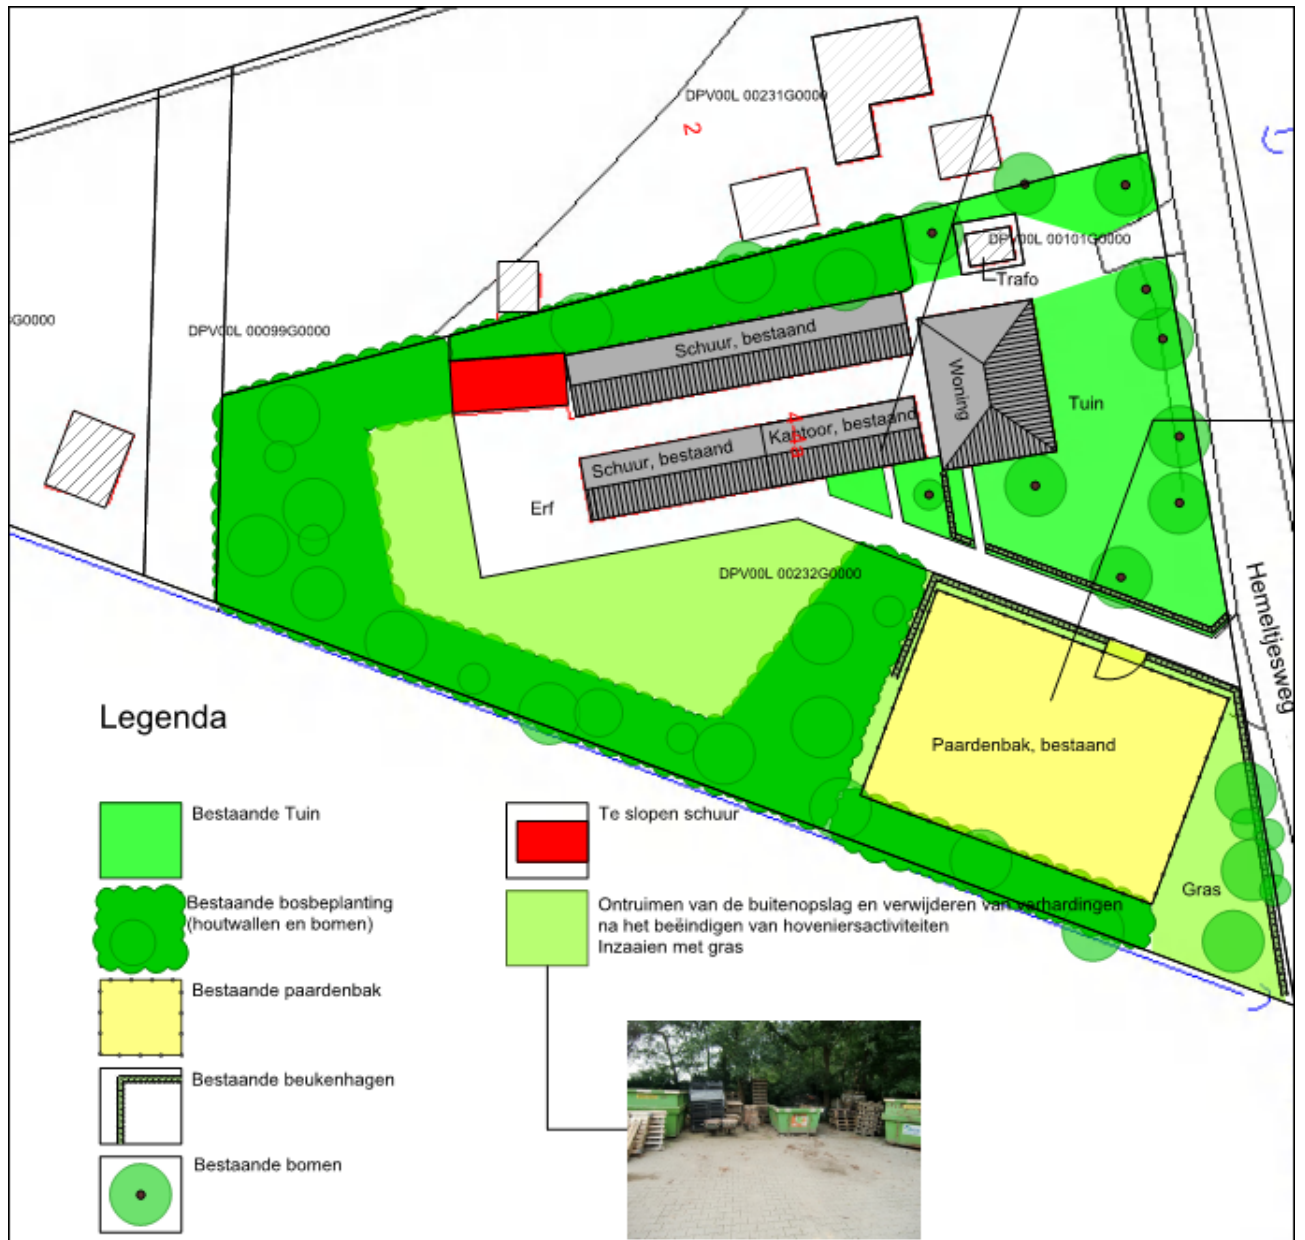 DPV00L 00231G0000
2
DPV00L 00101G0000
Trafo
G0000
DPV00L 00099G0000
Schuur, bestaand
Woning
Tuin
Kantoor, bestaand
Schuur, bestaand
Erf
DPV00L 00232G0000
Hemeltjesweg
Paardenbak, bestaand
Gras
Legenda
Bestaande Tuin
Bestaande bosbeplanting
(houtwallen en bomen)
Bestaande paardenbak
Bestaande beukenhagen
Bestaande bomen
Te slopen schuur
Ontruimen van de buitenopslag en verwijderen van varhardingen
na het beëindigen van hoveniersactiviteiten
Inzaaien met gras